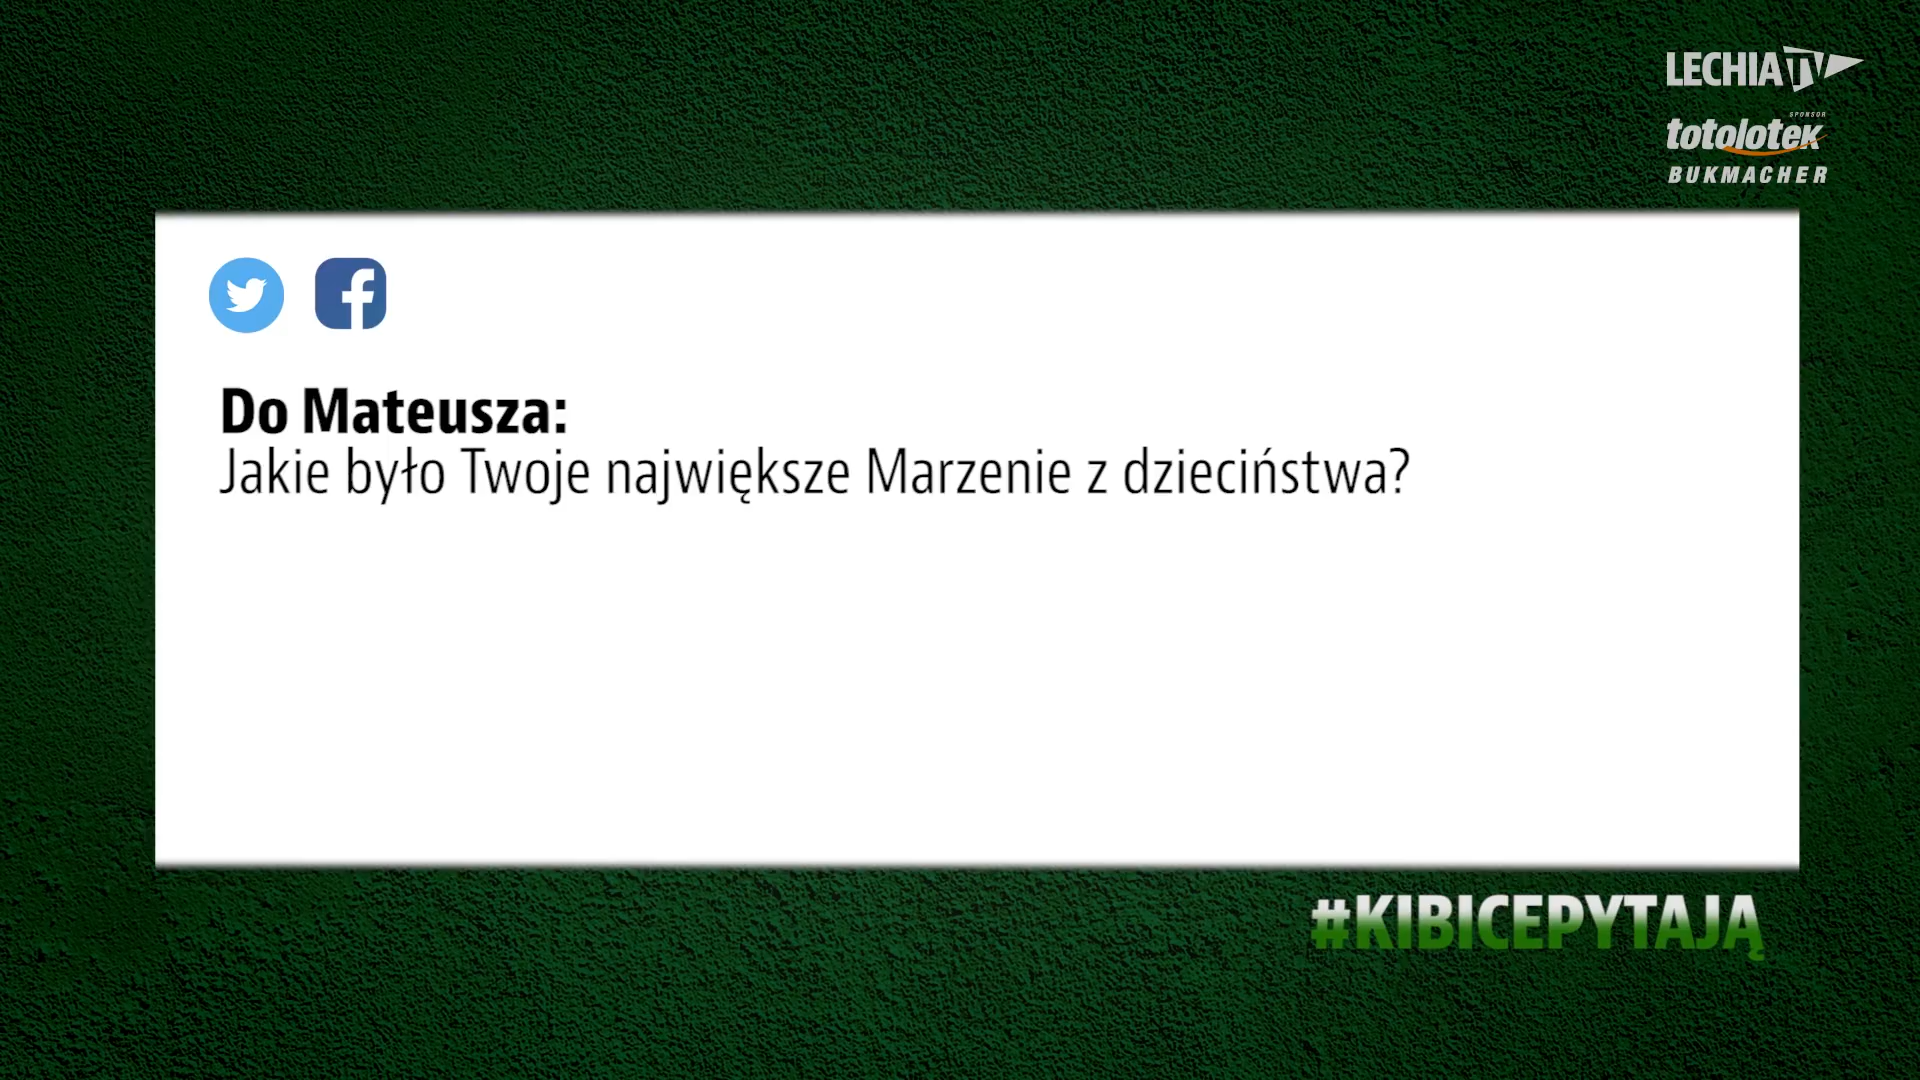 LECHIA TV
SPONSOR
totolotek
BUKMACHER
Do Mateusza:
Jakie było Twoje największe Marzenie z dzieciństwa?
#KIBICEPYTAJĄ